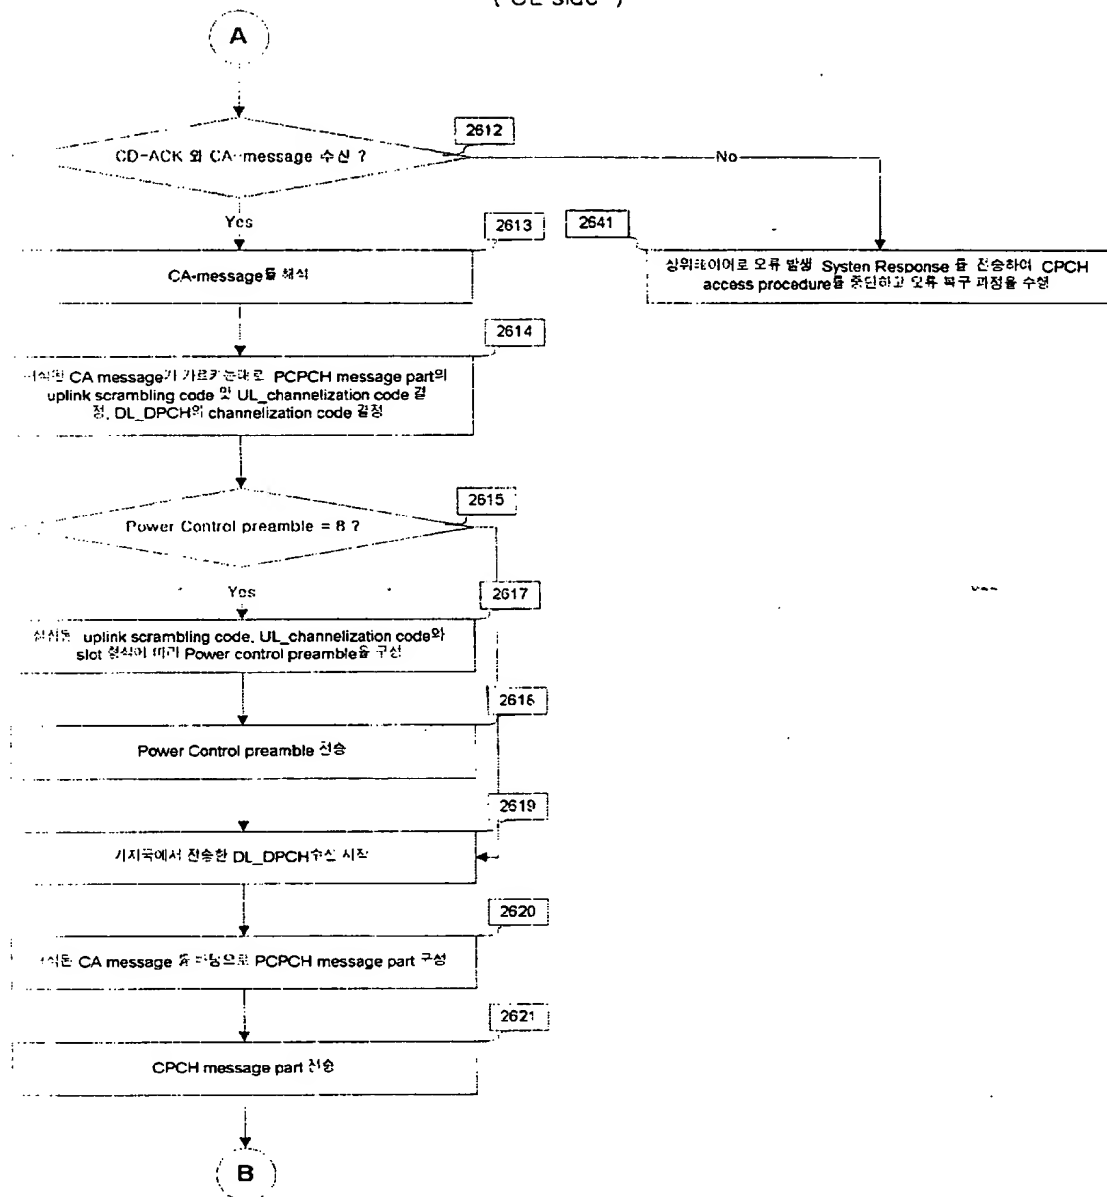 ( UE side )
A
2612
CD-ACK 와 CA-message 수신 ?
No
Yes
2613
2641
CA-message를 해석
상위레이어로 오류 발생 Systen Response 를 전송하여 CPCH
access procedure를 중단하고 오류 복구 과정을 수행
2614
CA message가 가르키는대로 PCPCH message part의
uplink scrambling code 및 UL_channelization code 결
정, DL_DPCH의 channelization code 결정
2615
Power Control preamble = 8 ?
Yes
2617
uplink scrambling code, UL_channelization code와
slot 형식에 따라 Power control preamble을 구성
2616
Power Control preamble 전송
2619
기지국에서 전송한 DL_DPCH수신 시작
2620
CA message 를 바탕으로 PCPCH message part 구성
2621
CPCH message part 전송
B